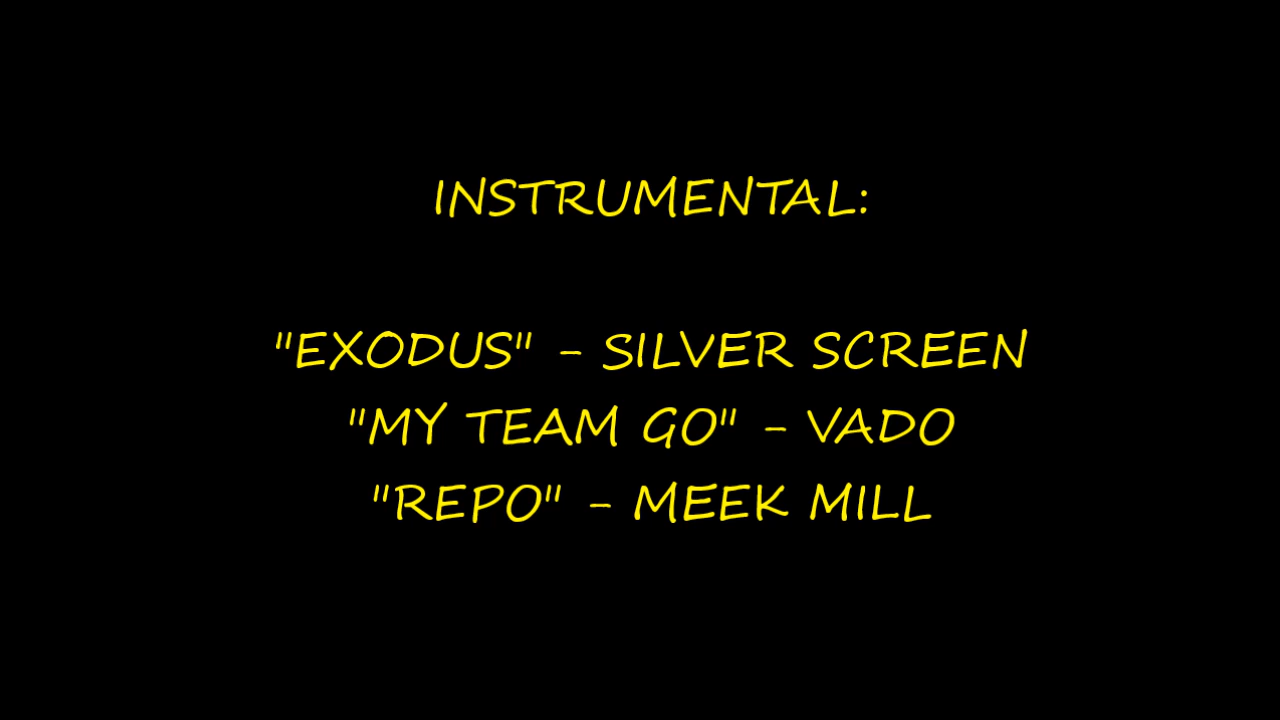 INSTRUMENTAL:
"EXODUS" - SILVER SCREEN
"MY TEAM GO" - VADO
"REPO" - MEEK MILL